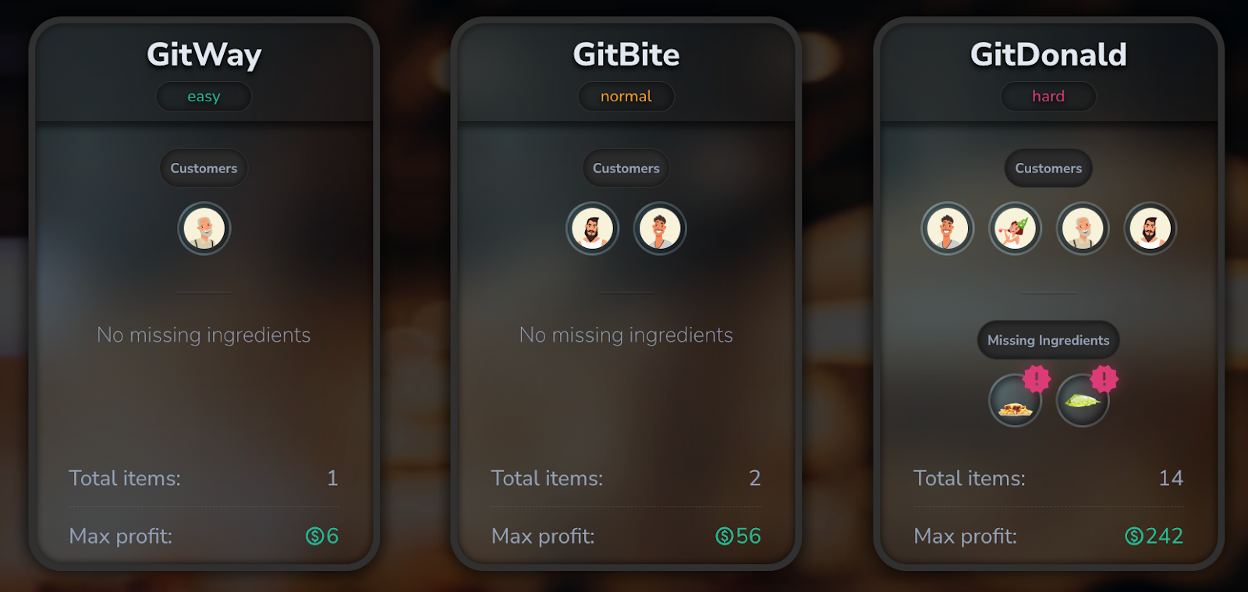 GitWay
easy
Customers
No missing ingredients
Total items: 1
Max profit: $6
GitBite
normal
Customers
No missing ingredients
Total items: 2
Max profit: $56
GitDonald
hard
Customers
Missing Ingredients
!
!
Total items: 14
Max profit: $242